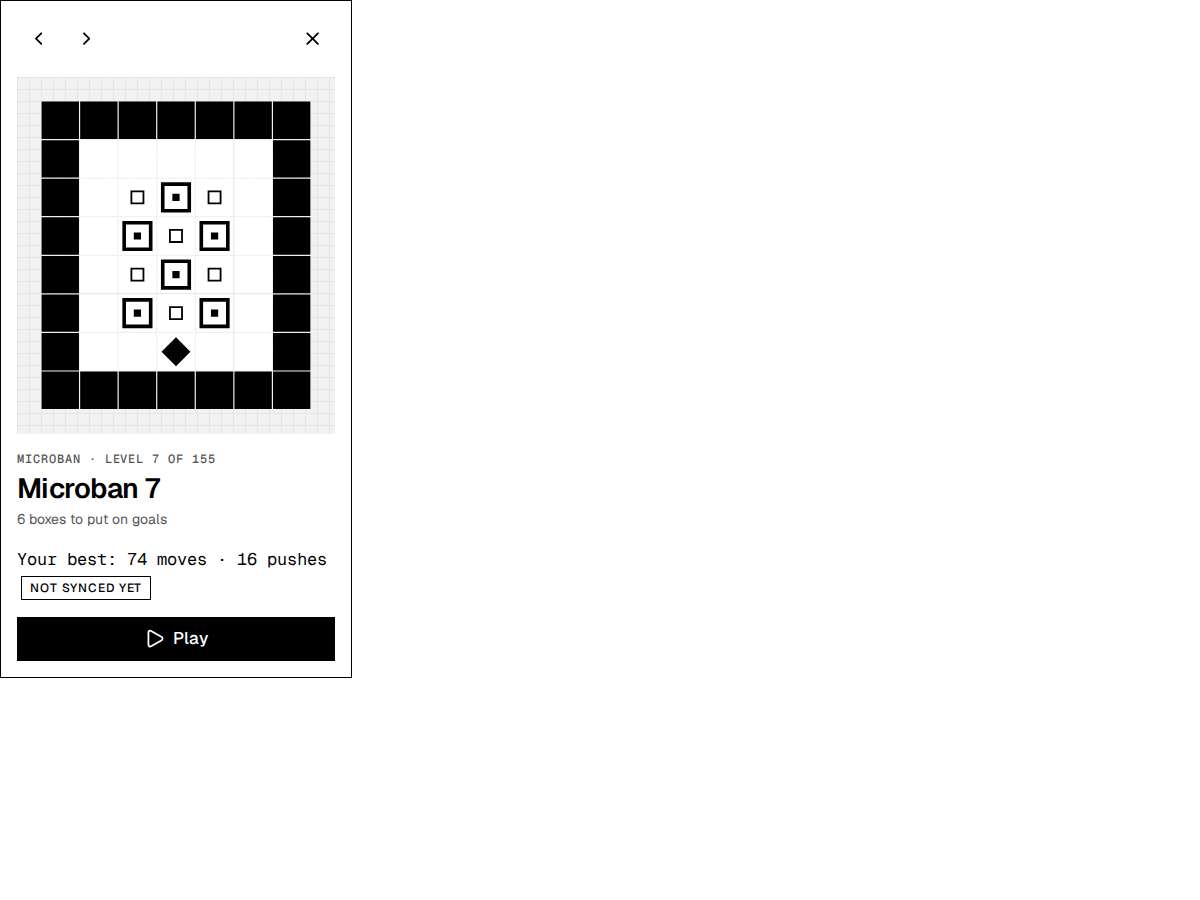 MICROBAN · LEVEL 7 OF 155
Microban 7
6 boxes to put on goals
Your best: 74 moves · 16 pushes
NOT SYNCED YET
Play